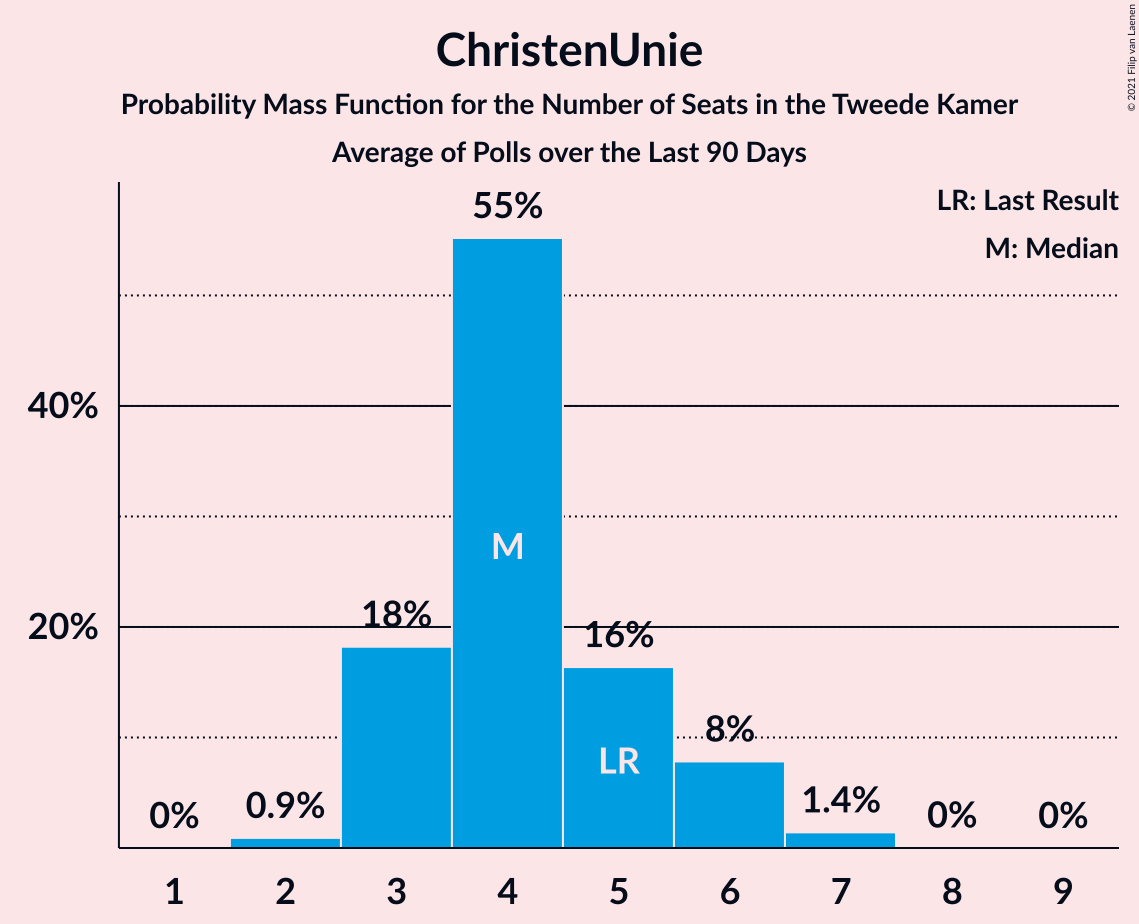 ChristenUnie
Probability Mass Function for the Number of Seats in the Tweede Kamer
Average of Polls over the Last 90 Days
© 2021 Filip van Laenen
LR: Last Result
M: Median
55%
40%
M
18%
20%
16%
8%
LR
0%
0.9%
1.4%
0%
0%
1 2 3 4 5 6 7 8 9